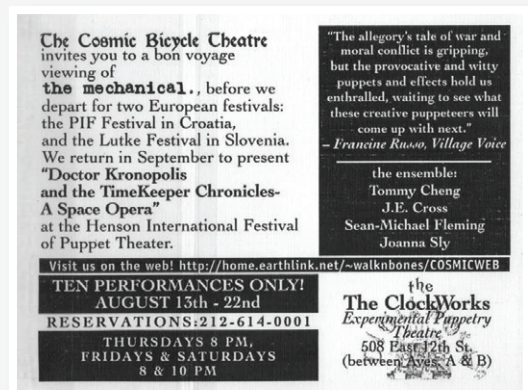 The Cosmic Bicycle Theatre
invites you to a bon voyage
viewing of
the mechanical., before we
depart for two European festivals:
the PIF Festival in Croatia,
and the Lutke Festival in Slovenia.
We return in September to present
"Doctor Kronopolis
and the TimeKeeper Chronicles-
A Space Opera"
at the Henson International Festival
of Puppet Theater.
"The allegory's tale of war and
moral conflict is gripping,
but the provocative and witty
puppets and effects hold us
enthralled, waiting to see what
these creative puppeteers will
come up with next."
– Francine Russo, Village Voice
the ensemble:
Tommy Cheng
J.E. Cross
Sean-Michael Fleming
Joanna Sly
Visit us on the web! http://home.earthlink.net/~walknbones/COSMICWEB
TEN PERFORMANCES ONLY!
AUGUST 13th - 22nd
RESERVATIONS:212-614-0001
THURSDAYS 8 PM,
FRIDAYS & SATURDAYS
8 & 10 PM
the
The ClockWorks
Experimental Puppetry
Theatre
508 East 12th St.
(between Aves. A & B)